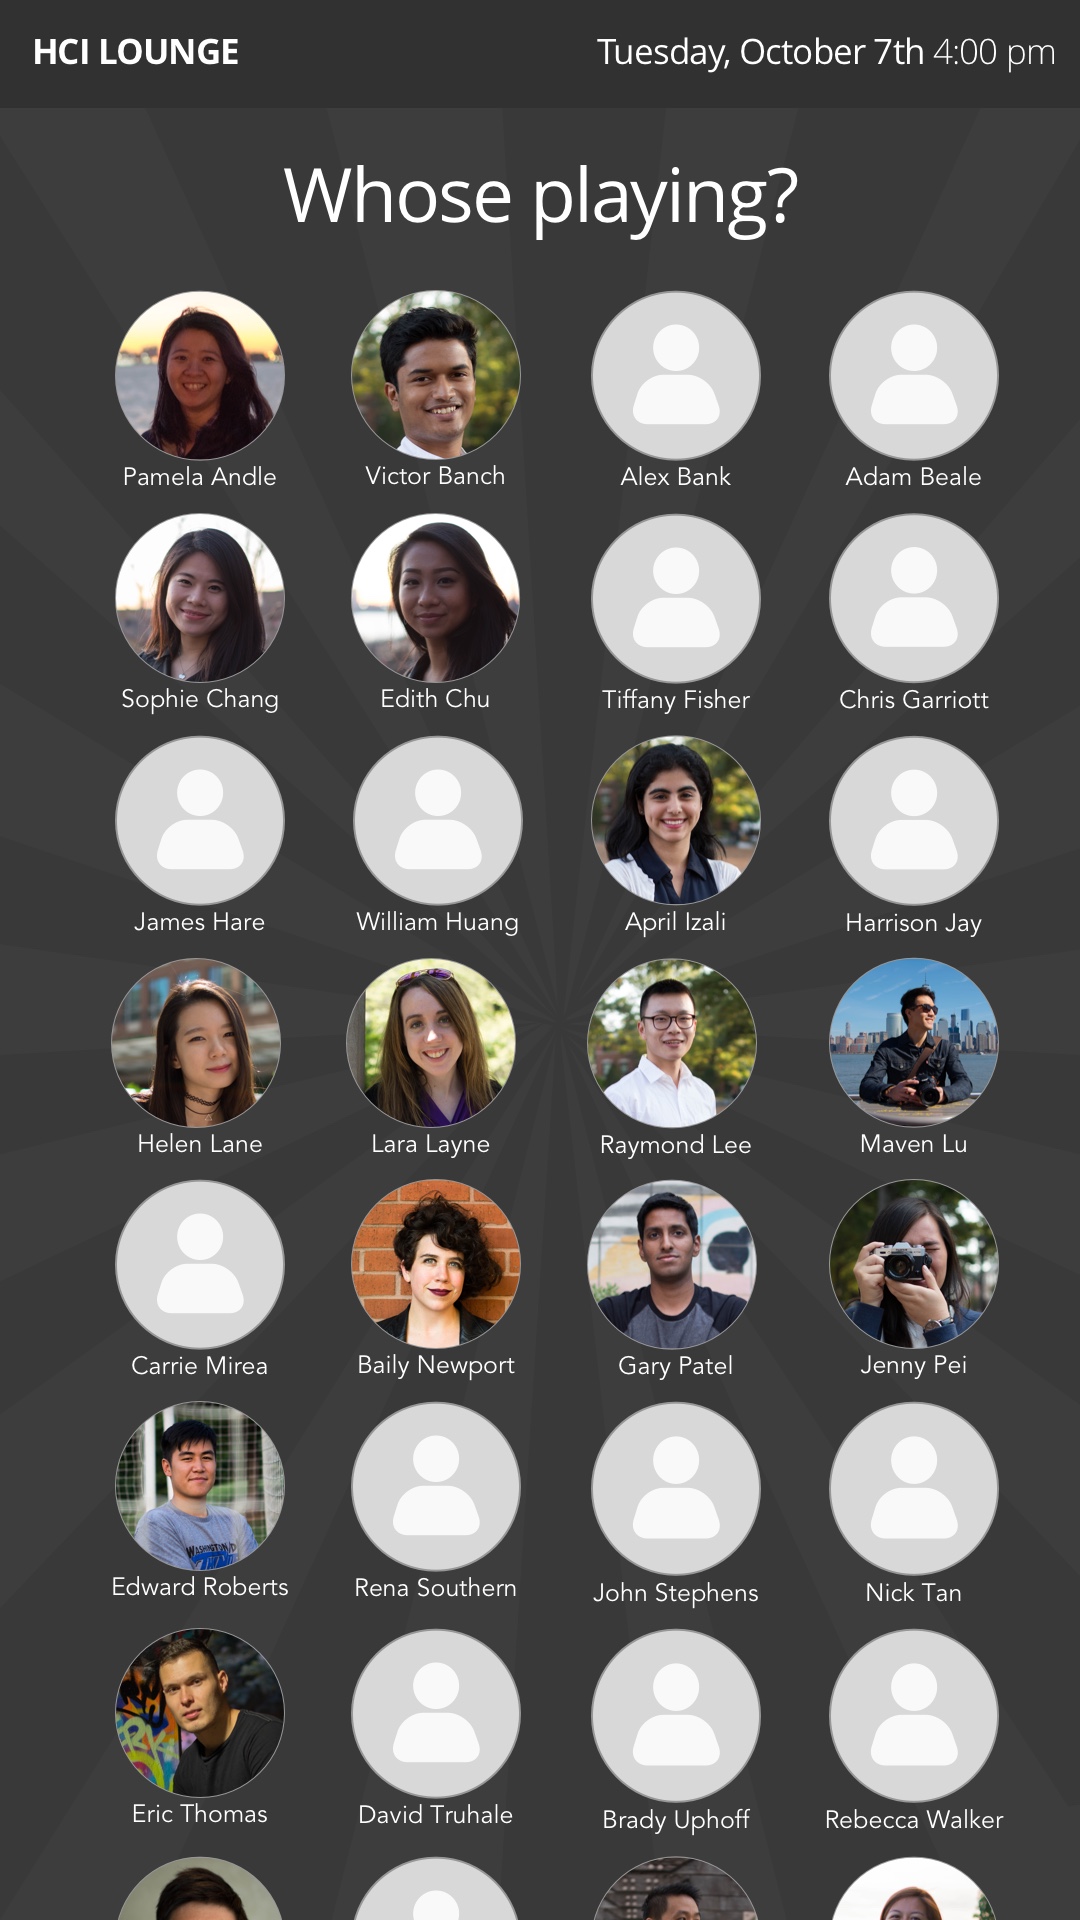 HCI LOUNGE Tuesday, October 7th 4:00 pm
Whose playing?
Pamela Andle Victor Banch Alex Bank Adam Beale
Sophie Chang Edith Chu Tiffany Fisher Chris Garriott
James Hare William Huang April Izali Harrison Jay
Helen Lane Lara Layne Raymond Lee Maven Lu
Carrie Mirea Baily Newport Gary Patel Jenny Pei
WASHINGTON, D
Edward Roberts Rena Southern John Stephens Nick Tan
Eric Thomas David Truhale Brady Uphoff Rebecca Walker